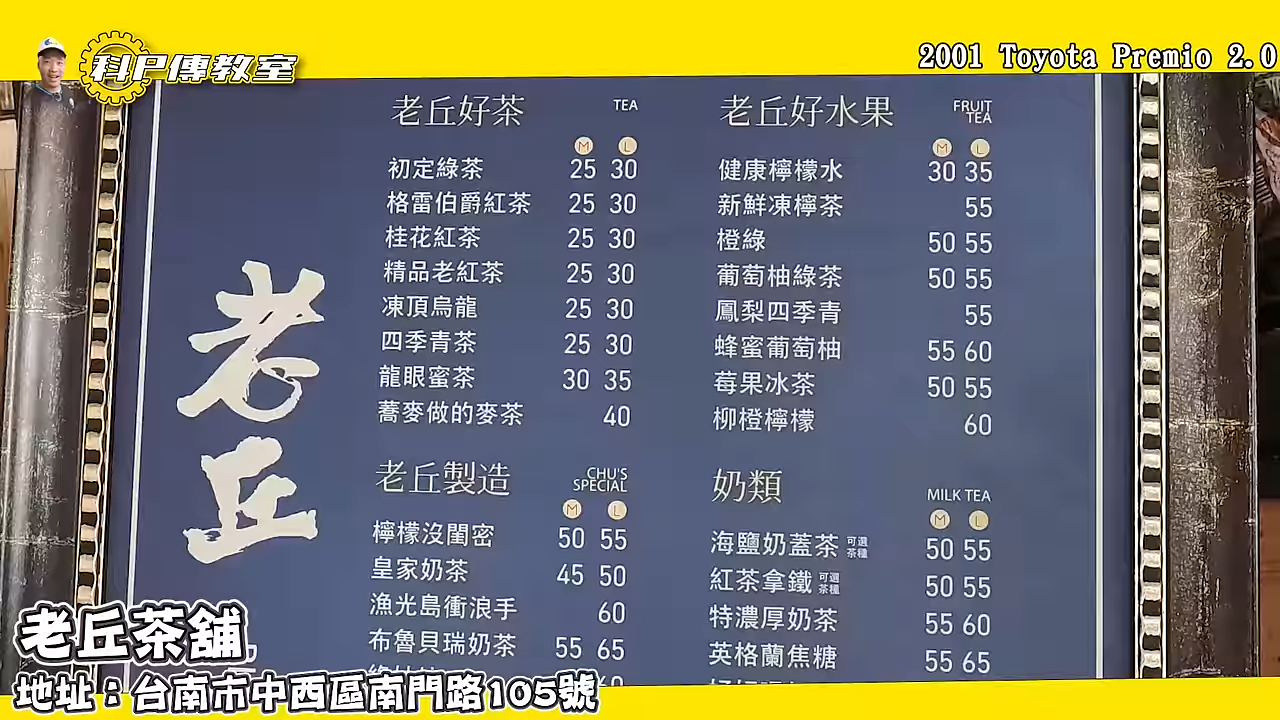 科P傳教室
2001 Toyota Premio 2.0
老丘
老丘好茶 TEA
M L
初定綠茶 25 30
格雷伯爵紅茶 25 30
桂花紅茶 25 30
精品老紅茶 25 30
凍頂烏龍 25 30
四季青茶 25 30
龍眼蜜茶 30 35
蕎麥做的麥茶 40
老丘製造 CHU'S SPECIAL
M L
檸檬沒閨密 50 55
皇家奶茶 45 50
漁光島衝浪手 60
布魯貝瑞奶茶 55 65
老丘好水果 FRUIT TEA
M L
健康檸檬水 30 35
新鮮凍檸茶 55
橙綠 50 55
葡萄柚綠茶 50 55
鳳梨四季青 55
蜂蜜葡萄柚 55 60
莓果冰茶 50 55
柳橙檸檬 60
奶類 MILK TEA
M L
海鹽奶蓋茶 可選茶種 50 55
紅茶拿鐵 可選茶種 50 55
特濃厚奶茶 55 60
英格蘭焦糖 55 65
老丘茶舖
地址：台南市中西區南門路105號